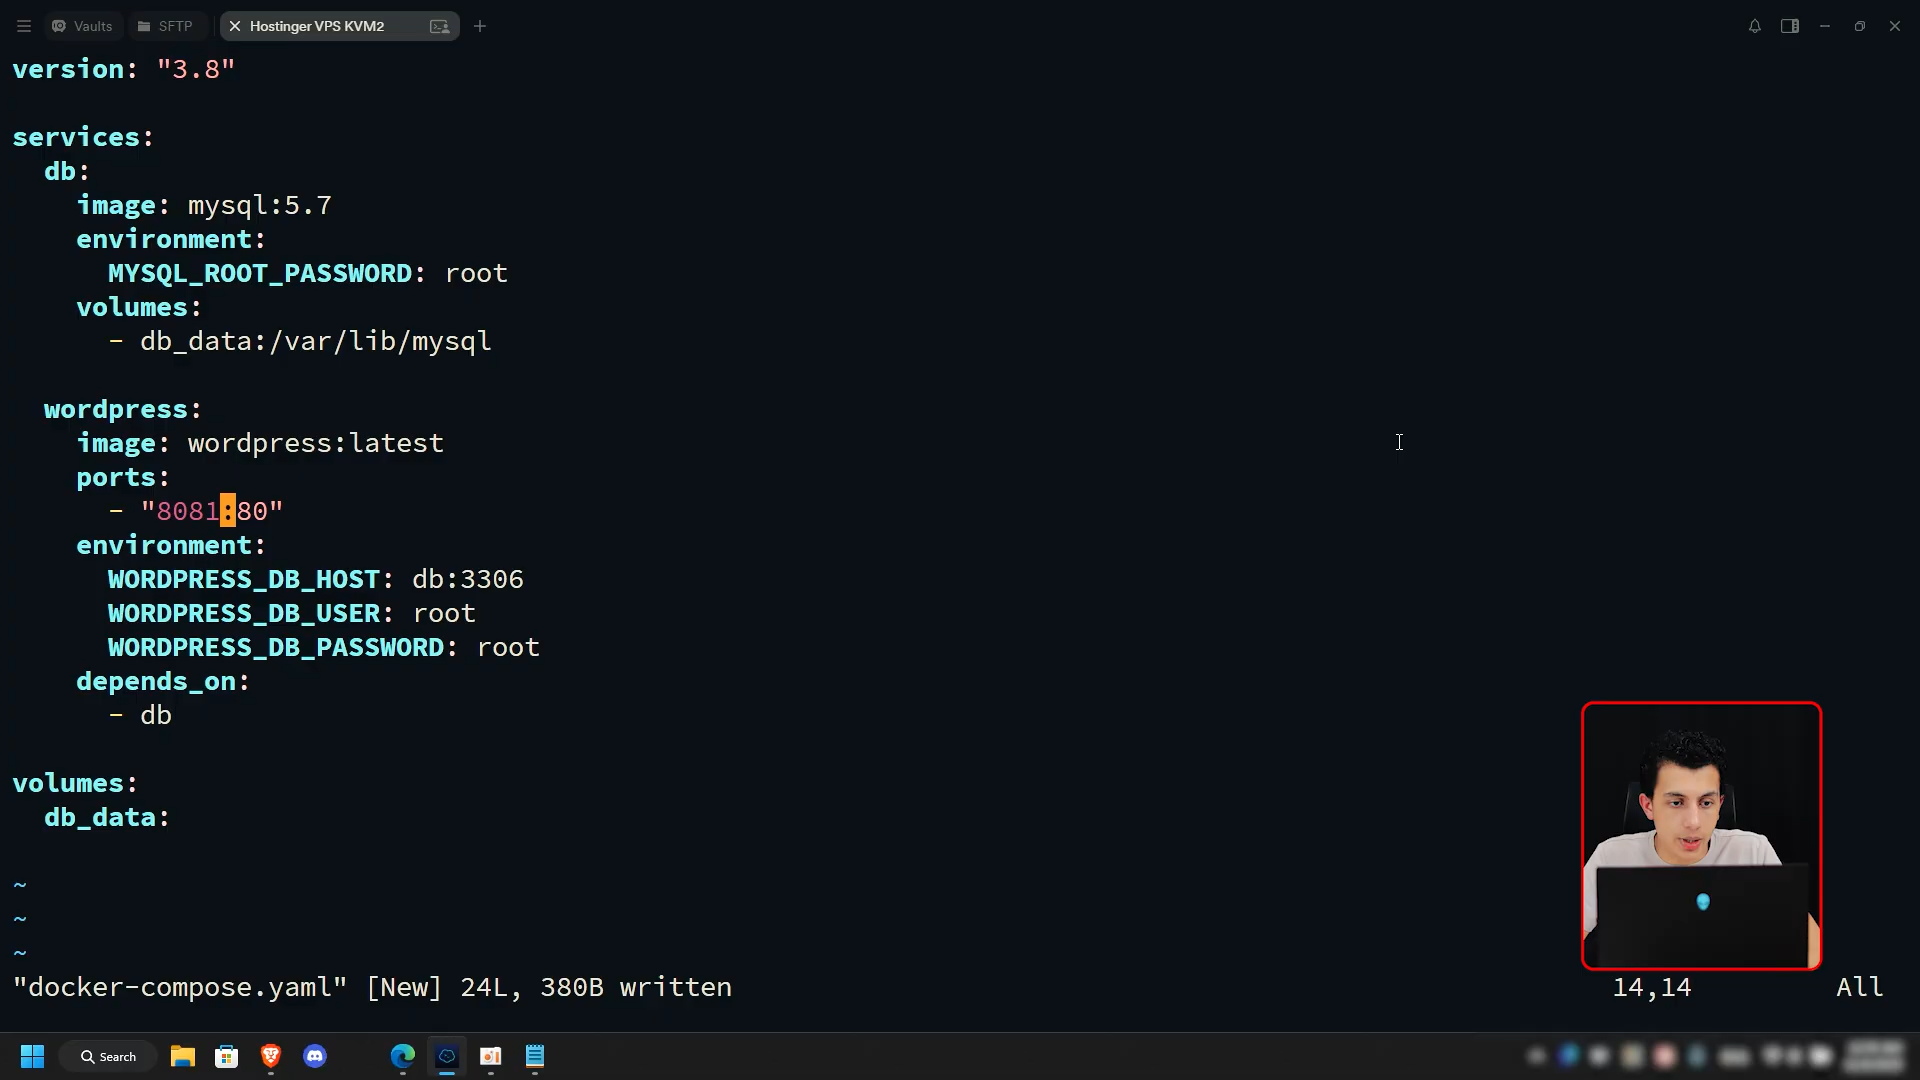 Vaults
SFTP
Hostinger VPS KVM2
version: "3.8"
services:
db:
image: mysql:5.7
environment:
MYSQL_ROOT_PASSWORD: root
volumes:
- db_data:/var/lib/mysql
wordpress:
image: wordpress:latest
ports:
- "8081:80"
environment:
WORDPRESS_DB_HOST: db:3306
WORDPRESS_DB_USER: root
WORDPRESS_DB_PASSWORD: root
depends_on:
- db
volumes:
db_data:
~
~
~
"docker-compose.yaml" [New] 24L, 380B written 14,14 All
Search